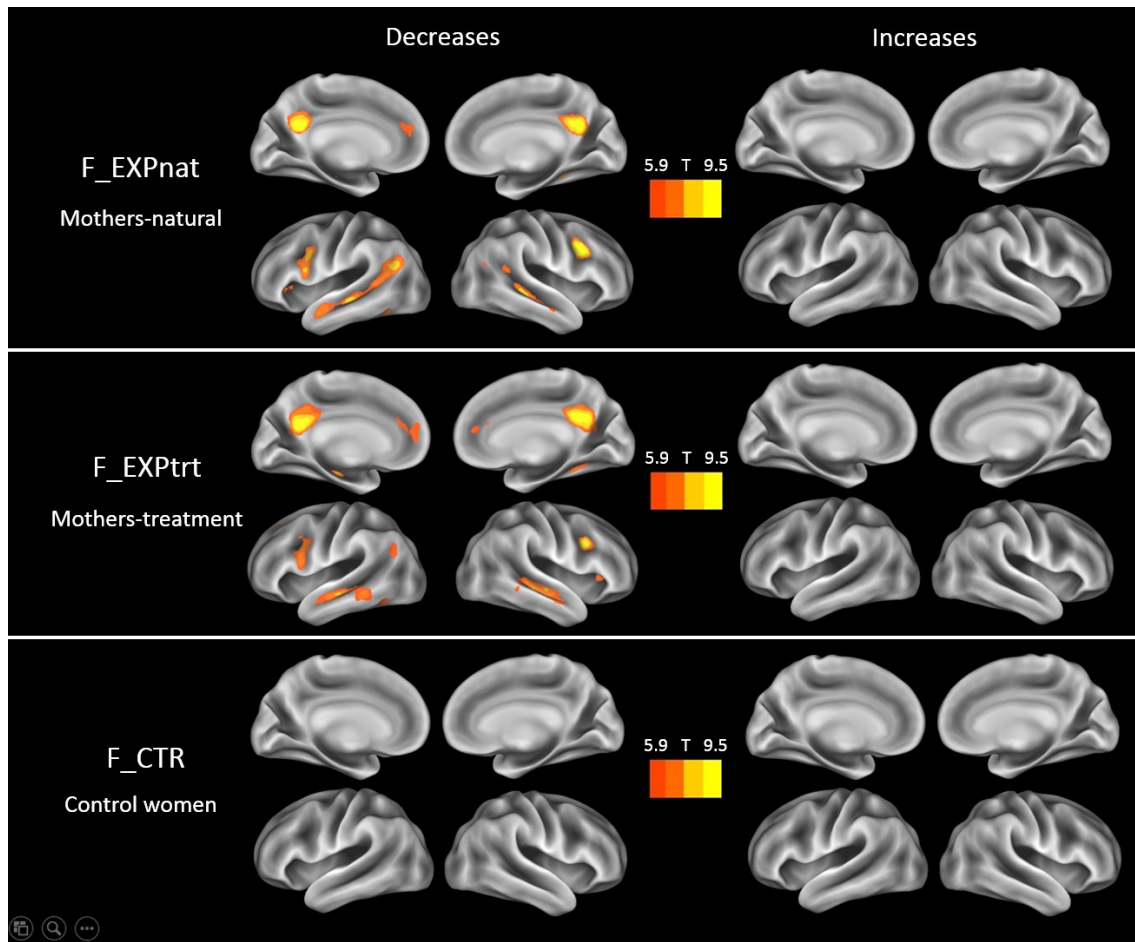 Decreases
Increases
F_EXPnat
Mothers-natural
5.9 T 9.5
F_EXPtrt
Mothers-treatment
5.9 T 9.5
F_CTR
Control women
5.9 T 9.5